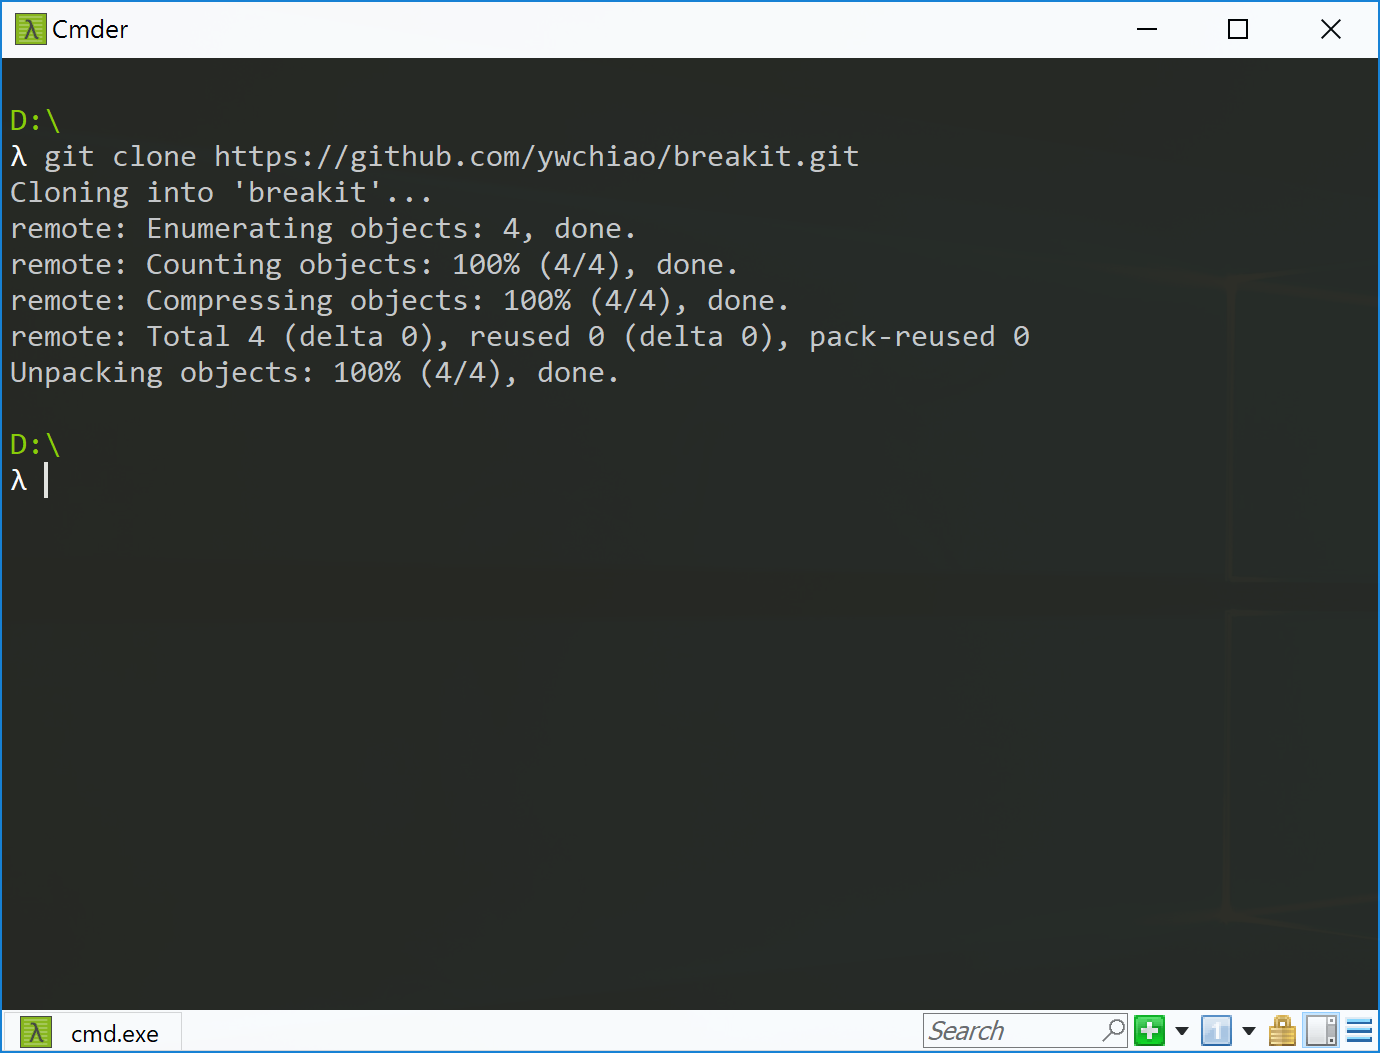 Cmder
D:\
λ git clone https://github.com/ywchiao/breakit.git
Cloning into 'breakit'...
remote: Enumerating objects: 4, done.
remote: Counting objects: 100% (4/4), done.
remote: Compressing objects: 100% (4/4), done.
remote: Total 4 (delta 0), reused 0 (delta 0), pack-reused 0
Unpacking objects: 100% (4/4), done.
D:\
λ
λ cmd.exe Search 1